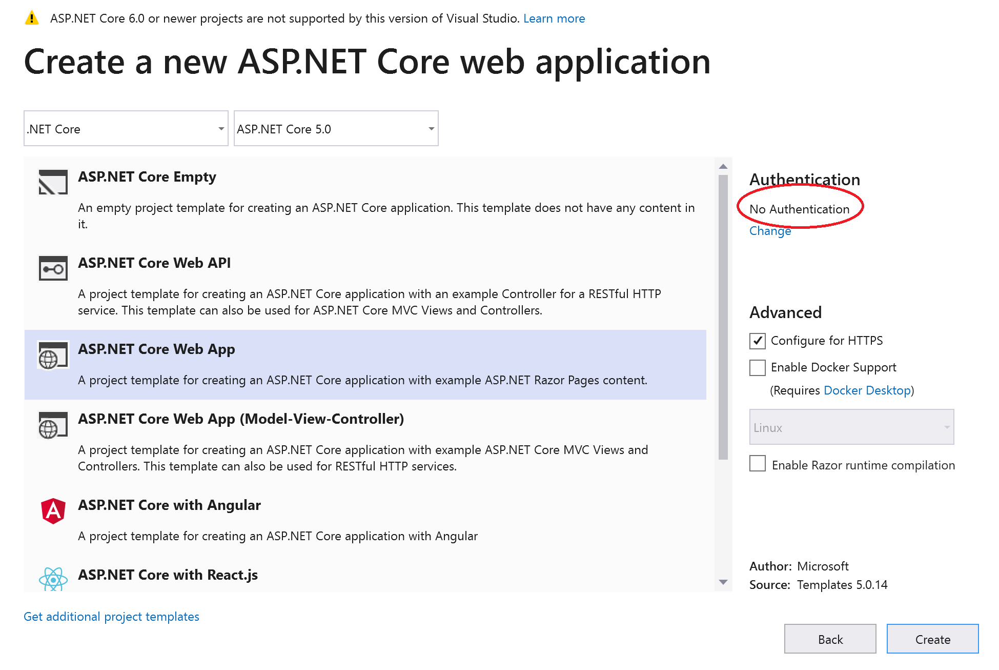 ASP.NET Core 6.0 or newer projects are not supported by this version of Visual Studio. Learn more
Create a new ASP.NET Core web application
.NET Core
ASP.NET Core 5.0
ASP.NET Core Empty
An empty project template for creating an ASP.NET Core application. This template does not have any content in
it.
ASP.NET Core Web API
A project template for creating an ASP.NET Core application with an example Controller for a RESTful HTTP
service. This template can also be used for ASP.NET Core MVC Views and Controllers.
ASP.NET Core Web App
A project template for creating an ASP.NET Core application with example ASP.NET Razor Pages content.
ASP.NET Core Web App (Model-View-Controller)
A project template for creating an ASP.NET Core application with example ASP.NET Core MVC Views and
Controllers. This template can also be used for RESTful HTTP services.
ASP.NET Core with Angular
A project template for creating an ASP.NET Core application with Angular
ASP.NET Core with React.js
Get additional project templates
Authentication
No Authentication
Change
Advanced
Configure for HTTPS
Enable Docker Support
(Requires Docker Desktop)
Linux
Enable Razor runtime compilation
Author: Microsoft
Source: Templates 5.0.14
Back
Create